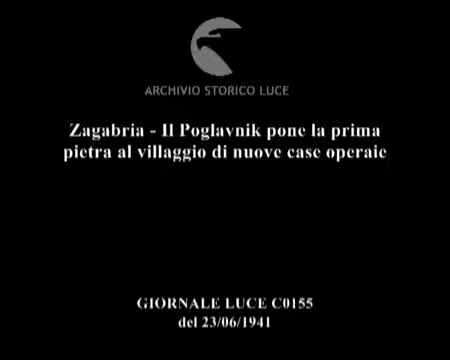 ARCHIVIO STORICO LUCE
Zagabria - Il Poglavnik pone la prima
pietra al villaggio di nuove case operaie
GIORNALE LUCE C0155
del 23/06/1941